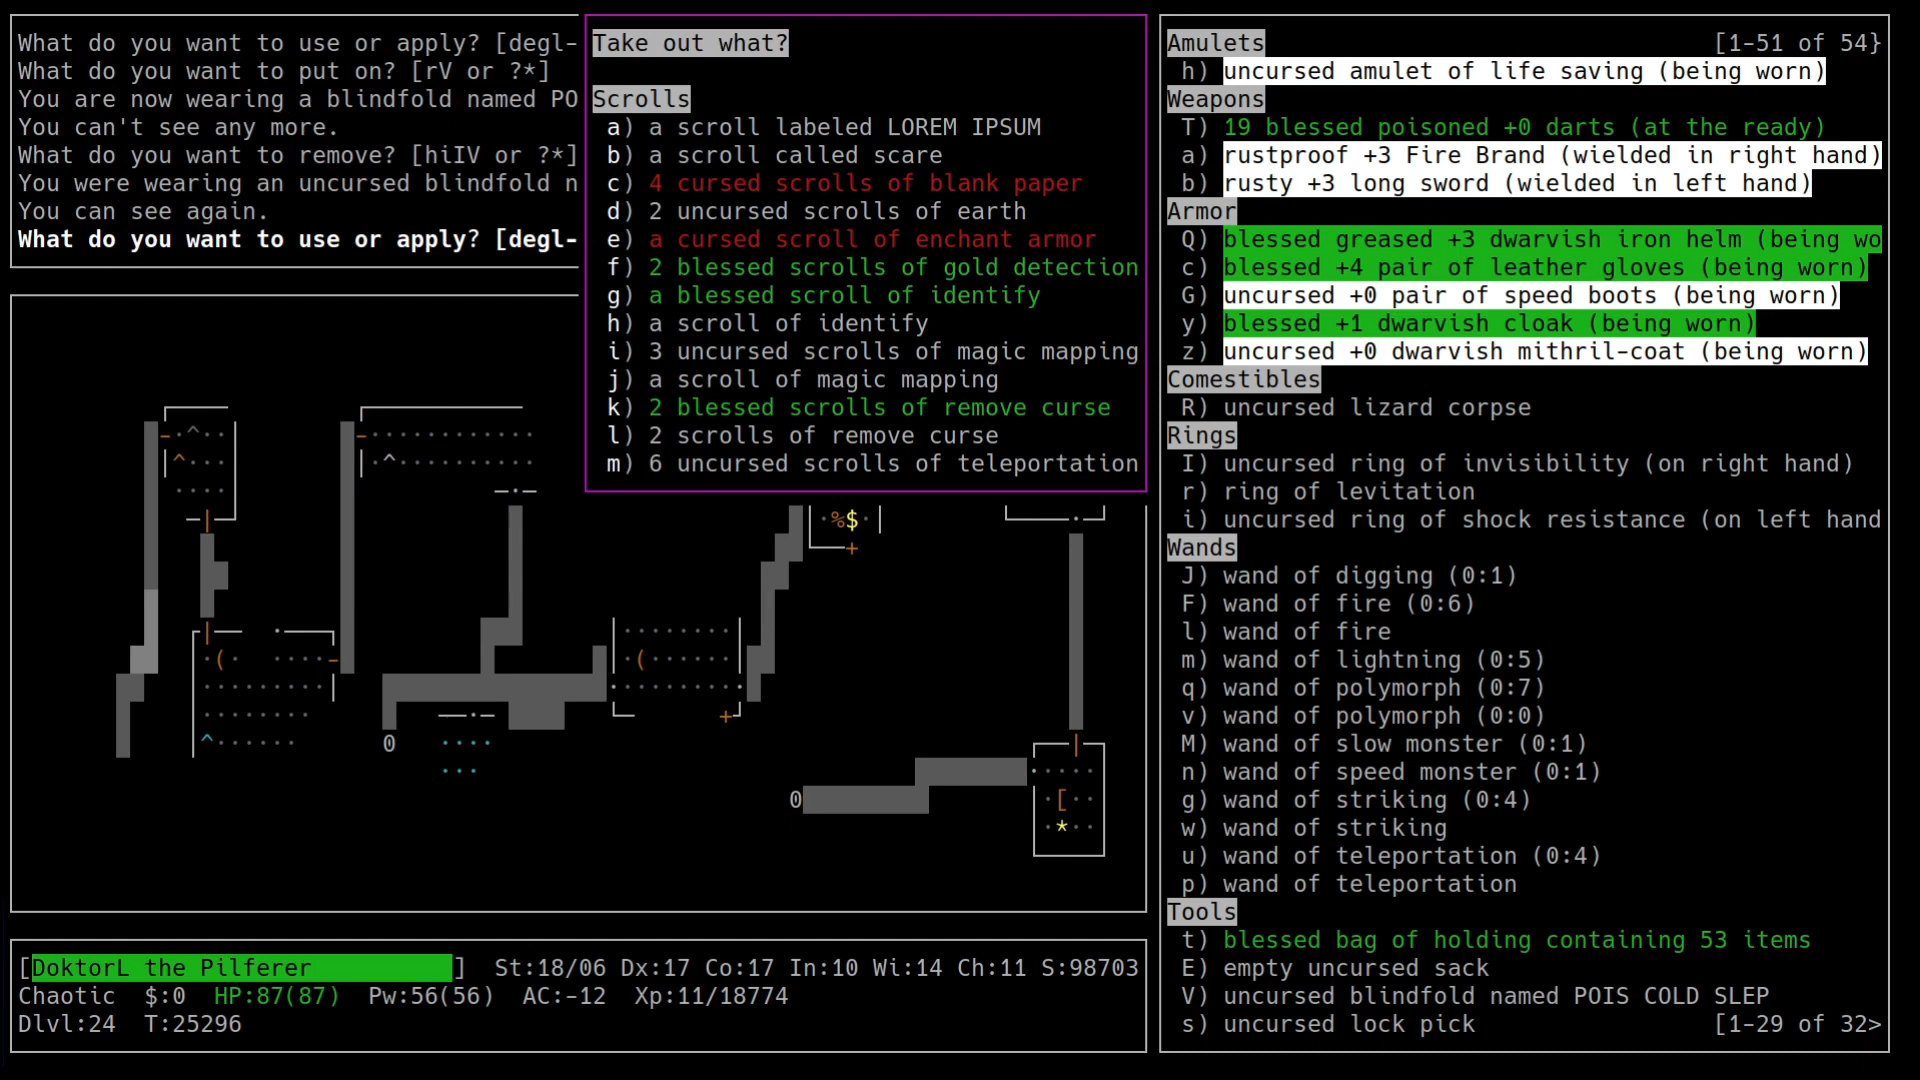 What do you want to use or apply? [degl-
What do you want to put on? [rV or ?*]
You are now wearing a blindfold named PO
You can't see any more.
What do you want to remove? [hiIV or ?*]
You were wearing an uncursed blindfold n
You can see again.
What do you want to use or apply? [degl-
Take out what?
Scrolls
a) a scroll labeled LOREM IPSUM
b) a scroll called scare
c) 4 cursed scrolls of blank paper
d) 2 uncursed scrolls of earth
e) a cursed scroll of enchant armor
f) 2 blessed scrolls of gold detection
g) a blessed scroll of identify
h) a scroll of identify
i) 3 uncursed scrolls of magic mapping
j) a scroll of magic mapping
k) 2 blessed scrolls of remove curse
l) 2 scrolls of remove curse
m) 6 uncursed scrolls of teleportation
Amulets [1-51 of 54}
h) uncursed amulet of life saving (being worn)
Weapons
T) 19 blessed poisoned +0 darts (at the ready)
a) rustproof +3 Fire Brand (wielded in right hand)
b) rusty +3 long sword (wielded in left hand)
Armor
Q) blessed greased +3 dwarvish iron helm (being wo
c) blessed +4 pair of leather gloves (being worn)
G) uncursed +0 pair of speed boots (being worn)
y) blessed +1 dwarvish cloak (being worn)
z) uncursed +0 dwarvish mithril-coat (being worn)
Comestibles
R) uncursed lizard corpse
Rings
I) uncursed ring of invisibility (on right hand)
r) ring of levitation
i) uncursed ring of shock resistance (on left hand
Wands
J) wand of digging (0:1)
F) wand of fire (0:6)
l) wand of fire
m) wand of lightning (0:5)
q) wand of polymorph (0:7)
v) wand of polymorph (0:0)
M) wand of slow monster (0:1)
n) wand of speed monster (0:1)
g) wand of striking (0:4)
w) wand of striking
u) wand of teleportation (0:4)
p) wand of teleportation
Tools
t) blessed bag of holding containing 53 items
E) empty uncursed sack
V) uncursed blindfold named POIS COLD SLEP
s) uncursed lock pick [1-29 of 32>
[DoktorL the Pilferer ] St:18/06 Dx:17 Co:17 In:10 Wi:14 Ch:11 S:98703
Chaotic $:0 HP:87(87) Pw:56(56) AC:-12 Xp:11/18774
Dlvl:24 T:25296